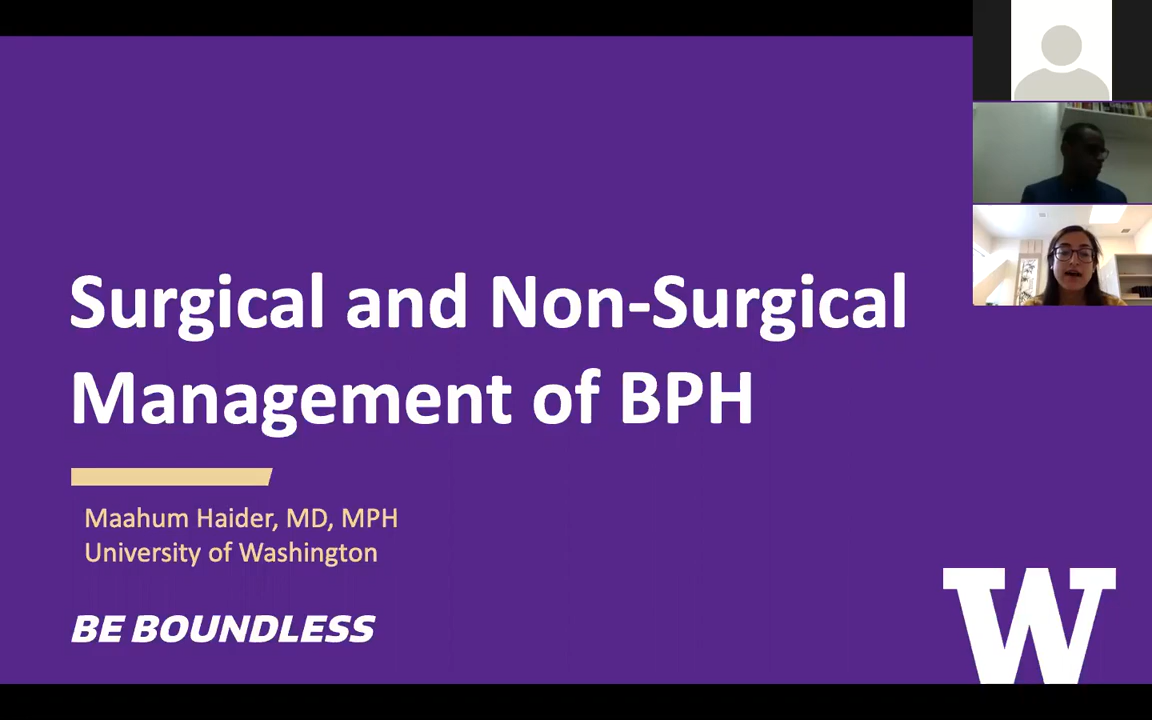 Surgical and Non-Surgical
Management of BPH
Maahum Haider, MD, MPH
University of Washington
BE BOUNDLESS
W